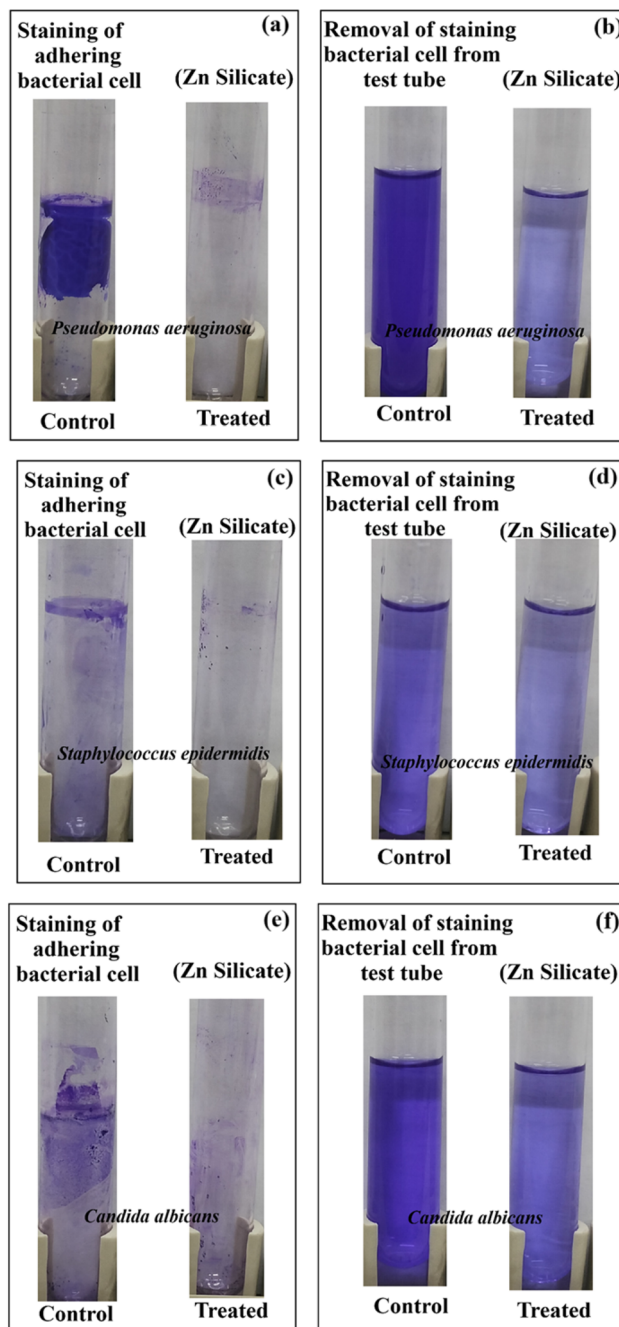 Staining of
adhering
bacterial cell
(a)
(Zn Silicate)
Pseudomonas aeruginosa
Control
Treated
Removal of staining
bacterial cell from
test tube
(b)
(Zn Silicate)
Pseudomonas aeruginosa
Control
Treated
Staining of
adhering
bacterial cell
(c)
(Zn Silicate)
Staphylococcus epidermidis
Control
Treated
Removal of staining
bacterial cell from
test tube
(d)
(Zn Silicate)
Staphylococcus epidermidis
Control
Treated
Staining of
adhering
bacterial cell
(e)
(Zn Silicate)
Candida albicans
Control
Treated
Removal of staining
bacterial cell from
test tube
(f)
(Zn Silicate)
Candida albicans
Control
Treated